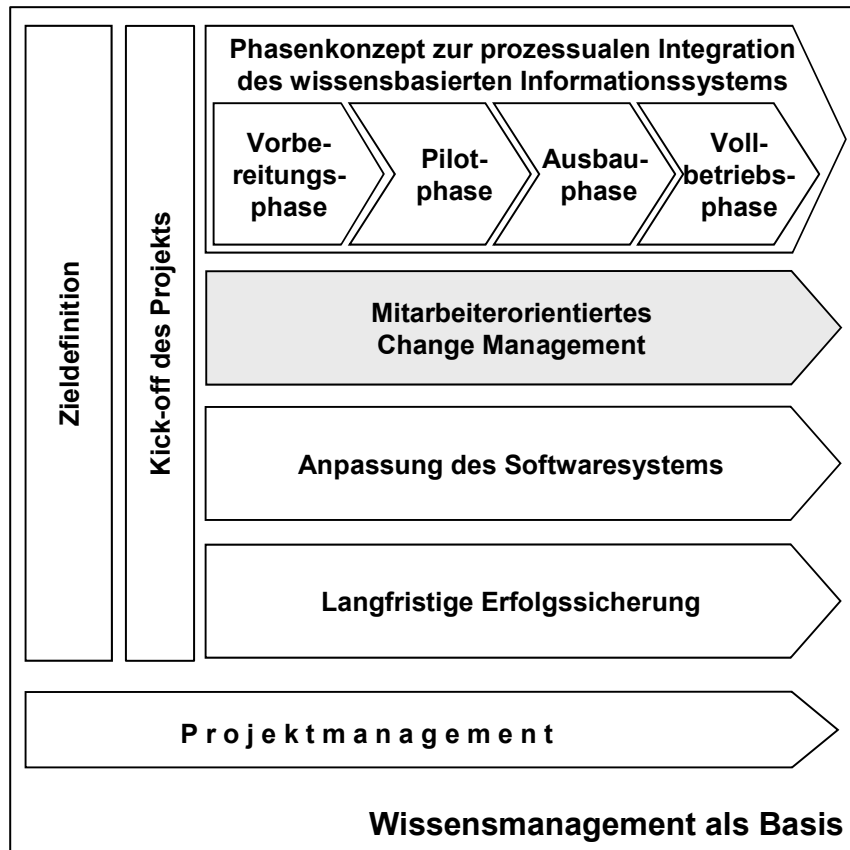 Zieldefinition
Kick-off des Projekts
Phasenkonzept zur prozessualen Integration
des wissensbasierten Informationssystems
Vorbe-
reitungs-
phase
Pilot-
phase
Ausbau-
phase
Voll-
betriebs-
phase
Mitarbeiterorientiertes
Change Management
Anpassung des Softwaresystems
Langfristige Erfolgssicherung
Projektmanagement
Wissensmanagement als Basis